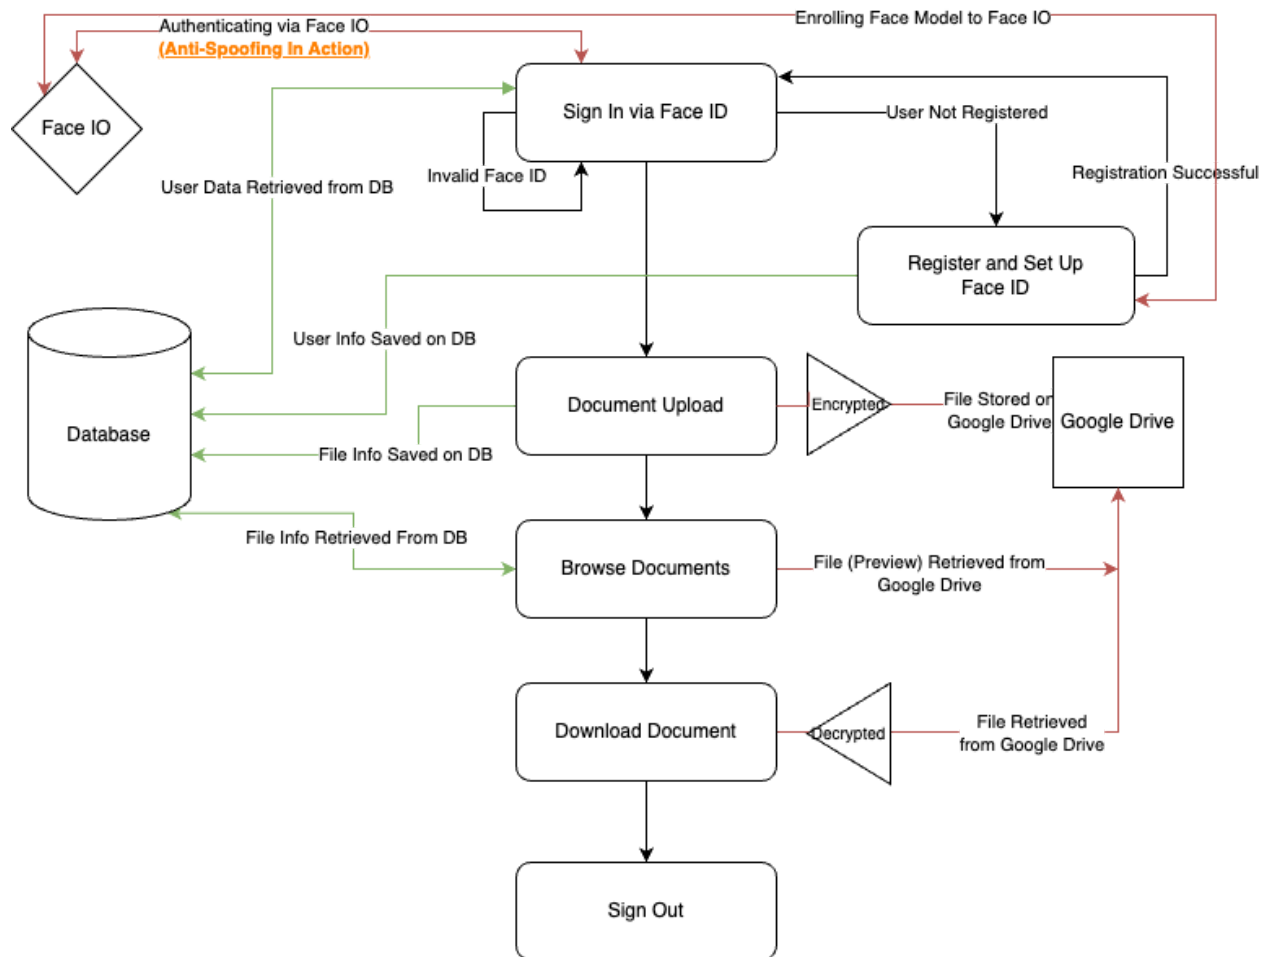 Enrolling Face Model to Face IO
Authenticating via Face IO
(Anti-Spoofing In Action)
Face IO
Sign In via Face ID
User Not Registered
Invalid Face ID
Registration Successful
User Data Retrieved from DB
Register and Set Up
Face ID
User Info Saved on DB
Database
Document Upload
Encrypted
File Stored on
Google Drive
Google Drive
File Info Saved on DB
File Info Retrieved From DB
Browse Documents
File (Preview) Retrieved from
Google Drive
Download Document
Decrypted
File Retrieved
from Google Drive
Sign Out